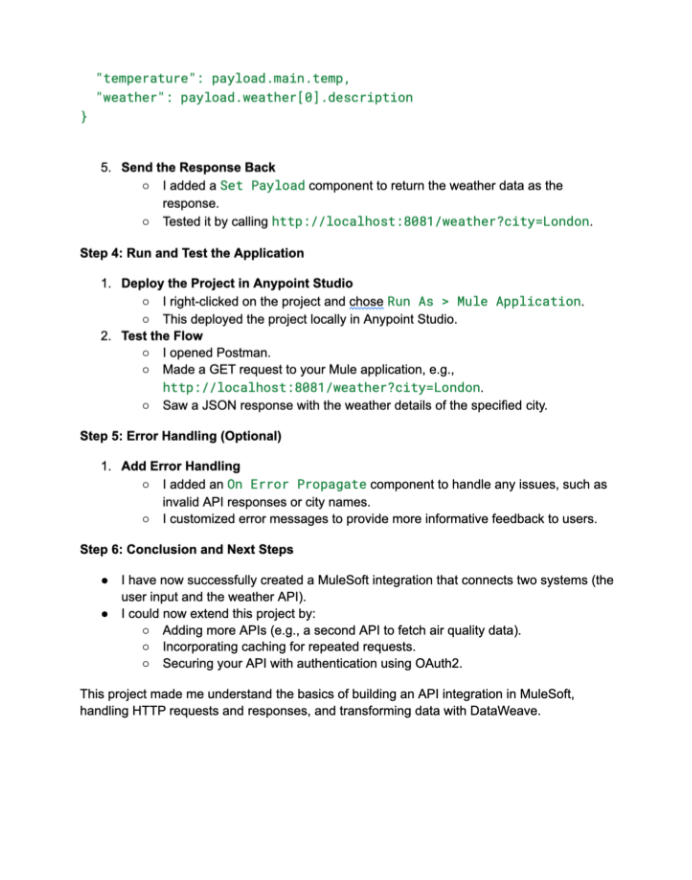 "temperature": payload.main.temp,
"weather": payload.weather[0].description
}
5. Send the Response Back
○ I added a Set Payload component to return the weather data as the
response.
○ Tested it by calling http://localhost:8081/weather?city=London.
Step 4: Run and Test the Application
1. Deploy the Project in Anypoint Studio
○ I right-clicked on the project and chose Run As > Mule Application.
○ This deployed the project locally in Anypoint Studio.
2. Test the Flow
○ I opened Postman.
○ Made a GET request to your Mule application, e.g.,
http://localhost:8081/weather?city=London.
○ Saw a JSON response with the weather details of the specified city.
Step 5: Error Handling (Optional)
1. Add Error Handling
○ I added an On Error Propagate component to handle any issues, such as
invalid API responses or city names.
○ I customized error messages to provide more informative feedback to users.
Step 6: Conclusion and Next Steps
● I have now successfully created a MuleSoft integration that connects two systems (the
user input and the weather API).
● I could now extend this project by:
○ Adding more APIs (e.g., a second API to fetch air quality data).
○ Incorporating caching for repeated requests.
○ Securing your API with authentication using OAuth2.
This project made me understand the basics of building an API integration in MuleSoft,
handling HTTP requests and responses, and transforming data with DataWeave.